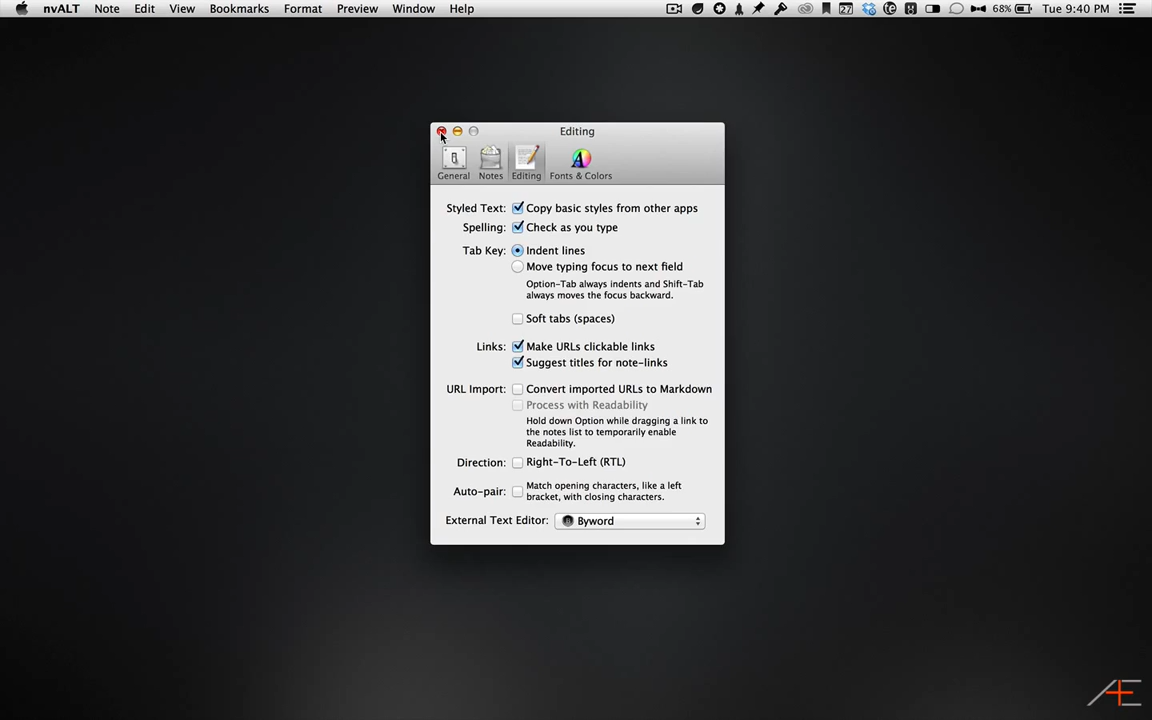 nvALT Note Edit View Bookmarks Format Preview Window Help 68% Tue 9:40 PM
Editing
General Notes Editing Fonts & Colors
Styled Text: Copy basic styles from other apps
Spelling: Check as you type
Tab Key: Indent lines
Move typing focus to next field
Option-Tab always indents and Shift-Tab
always moves the focus backward.
Soft tabs (spaces)
Links: Make URLs clickable links
Suggest titles for note-links
URL Import: Convert imported URLs to Markdown
Process with Readability
Hold down Option while dragging a link to
the notes list to temporarily enable
Readability.
Direction: Right-To-Left (RTL)
Auto-pair: Match opening characters, like a left
bracket, with closing characters.
External Text Editor: Byword